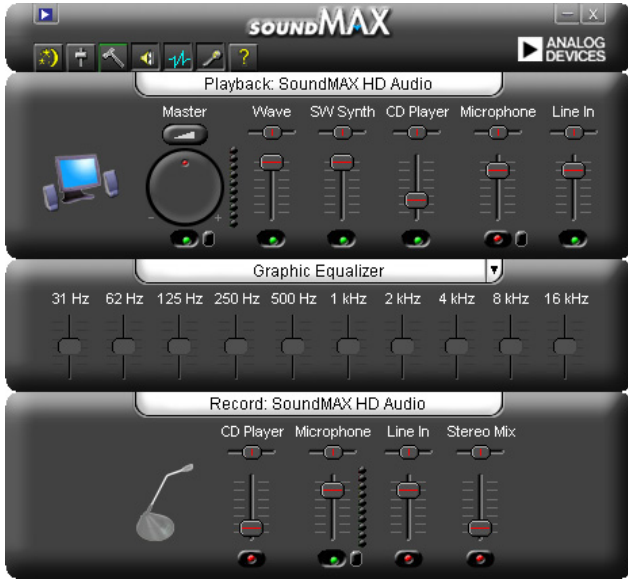 SOUNDMAX
?
ANALOG
DEVICES
Playback: SoundMAX HD Audio
Master Wave SW Synth CD Player Microphone Line In
- +
Graphic Equalizer
31 Hz 62 Hz 125 Hz 250 Hz 500 Hz 1 kHz 2 kHz 4 kHz 8 kHz 16 kHz
Record: SoundMAX HD Audio
CD Player Microphone Line In Stereo Mix